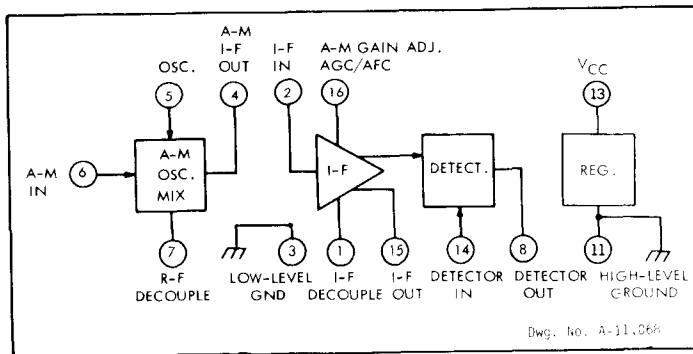 A-M
I-F
OUT
OSC.
I-F
IN
A-M GAIN ADJ.
AGC/AFC
VCC
5
4
2
16
13
A-M
IN
6
A-M
OSC.
MIX
I-F
DETECT.
REG.
7
3
1
15
14
8
11
R-F
DECOUPLE
LOW-LEVEL
GND
I-F
DECOUPLE
I-F
OUT
DETECTOR
IN
DETECTOR
OUT
HIGH-LEVEL
GROUND
Dwg. No. A-11,068